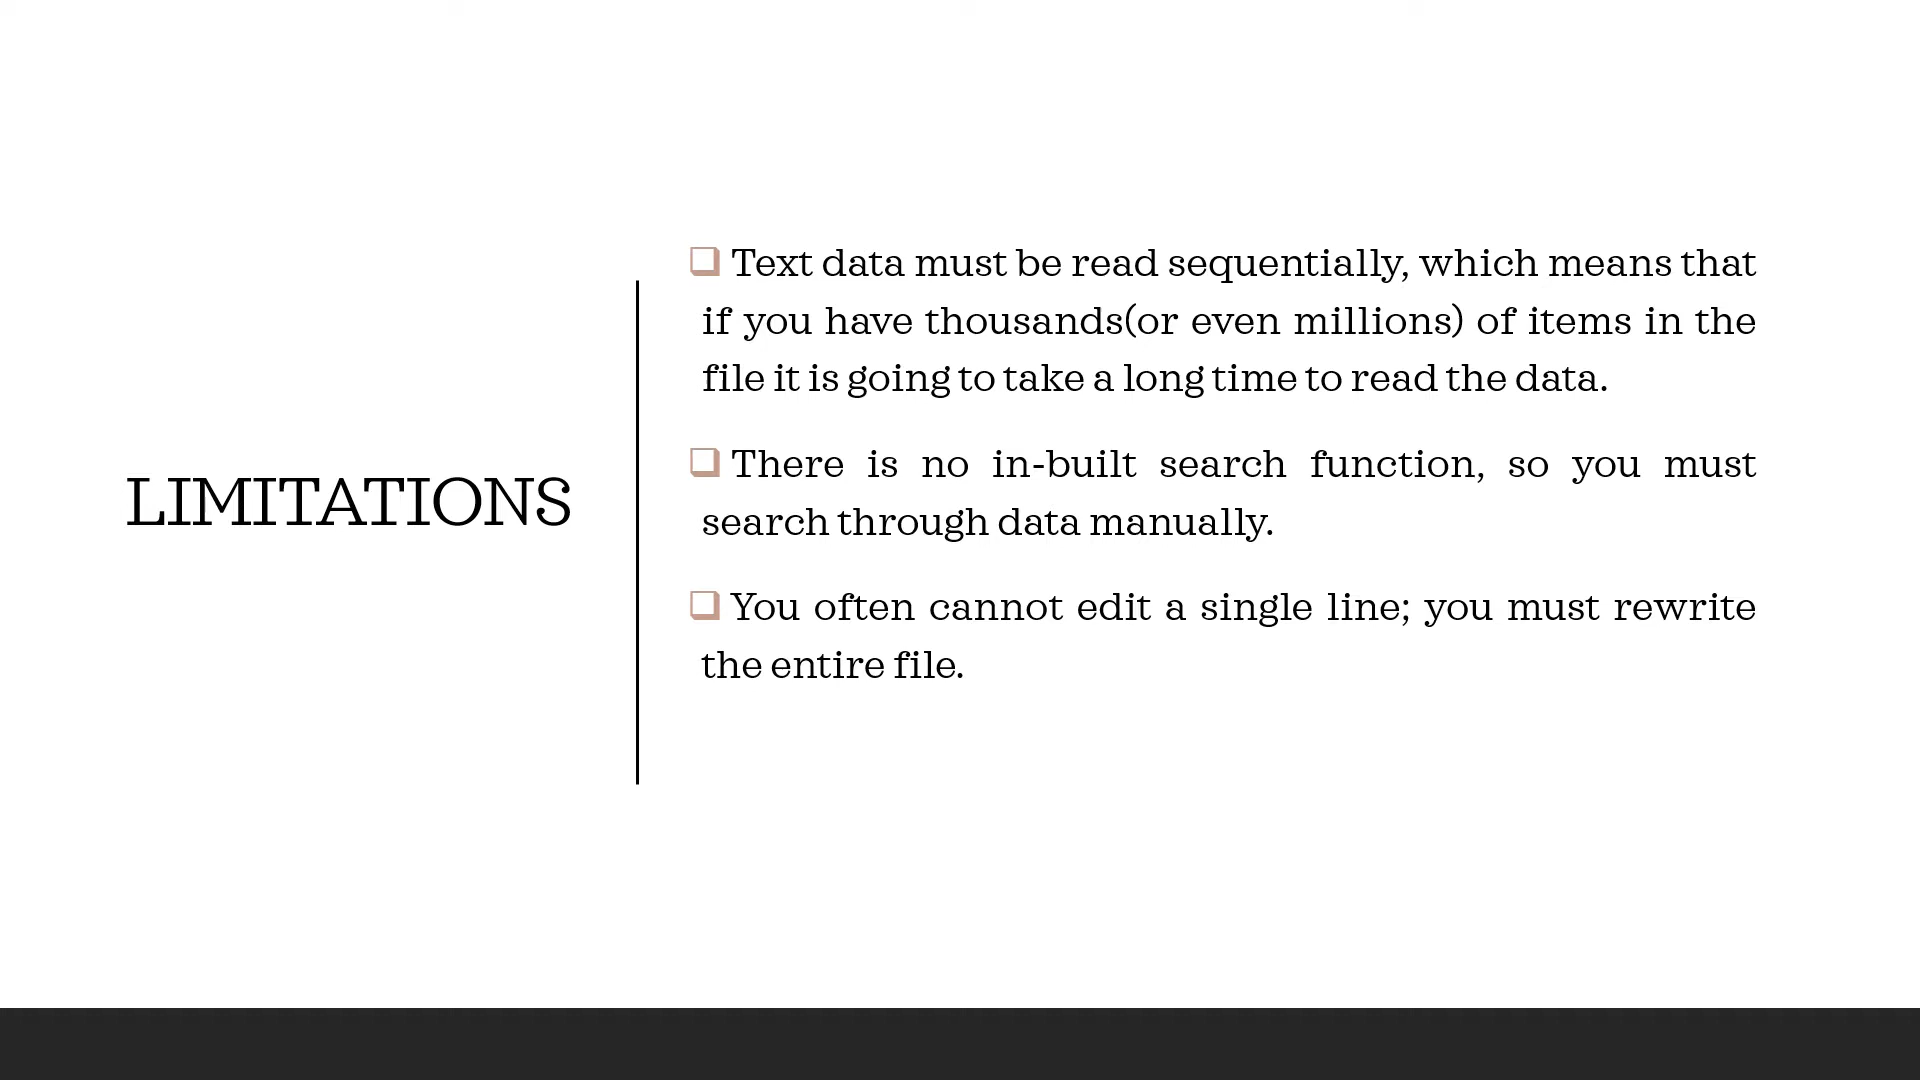 LIMITATIONS
Text data must be read sequentially, which means that
if you have thousands(or even millions) of items in the
file it is going to take a long time to read the data.
There is no in-built search function, so you must
search through data manually.
You often cannot edit a single line; you must rewrite
the entire file.